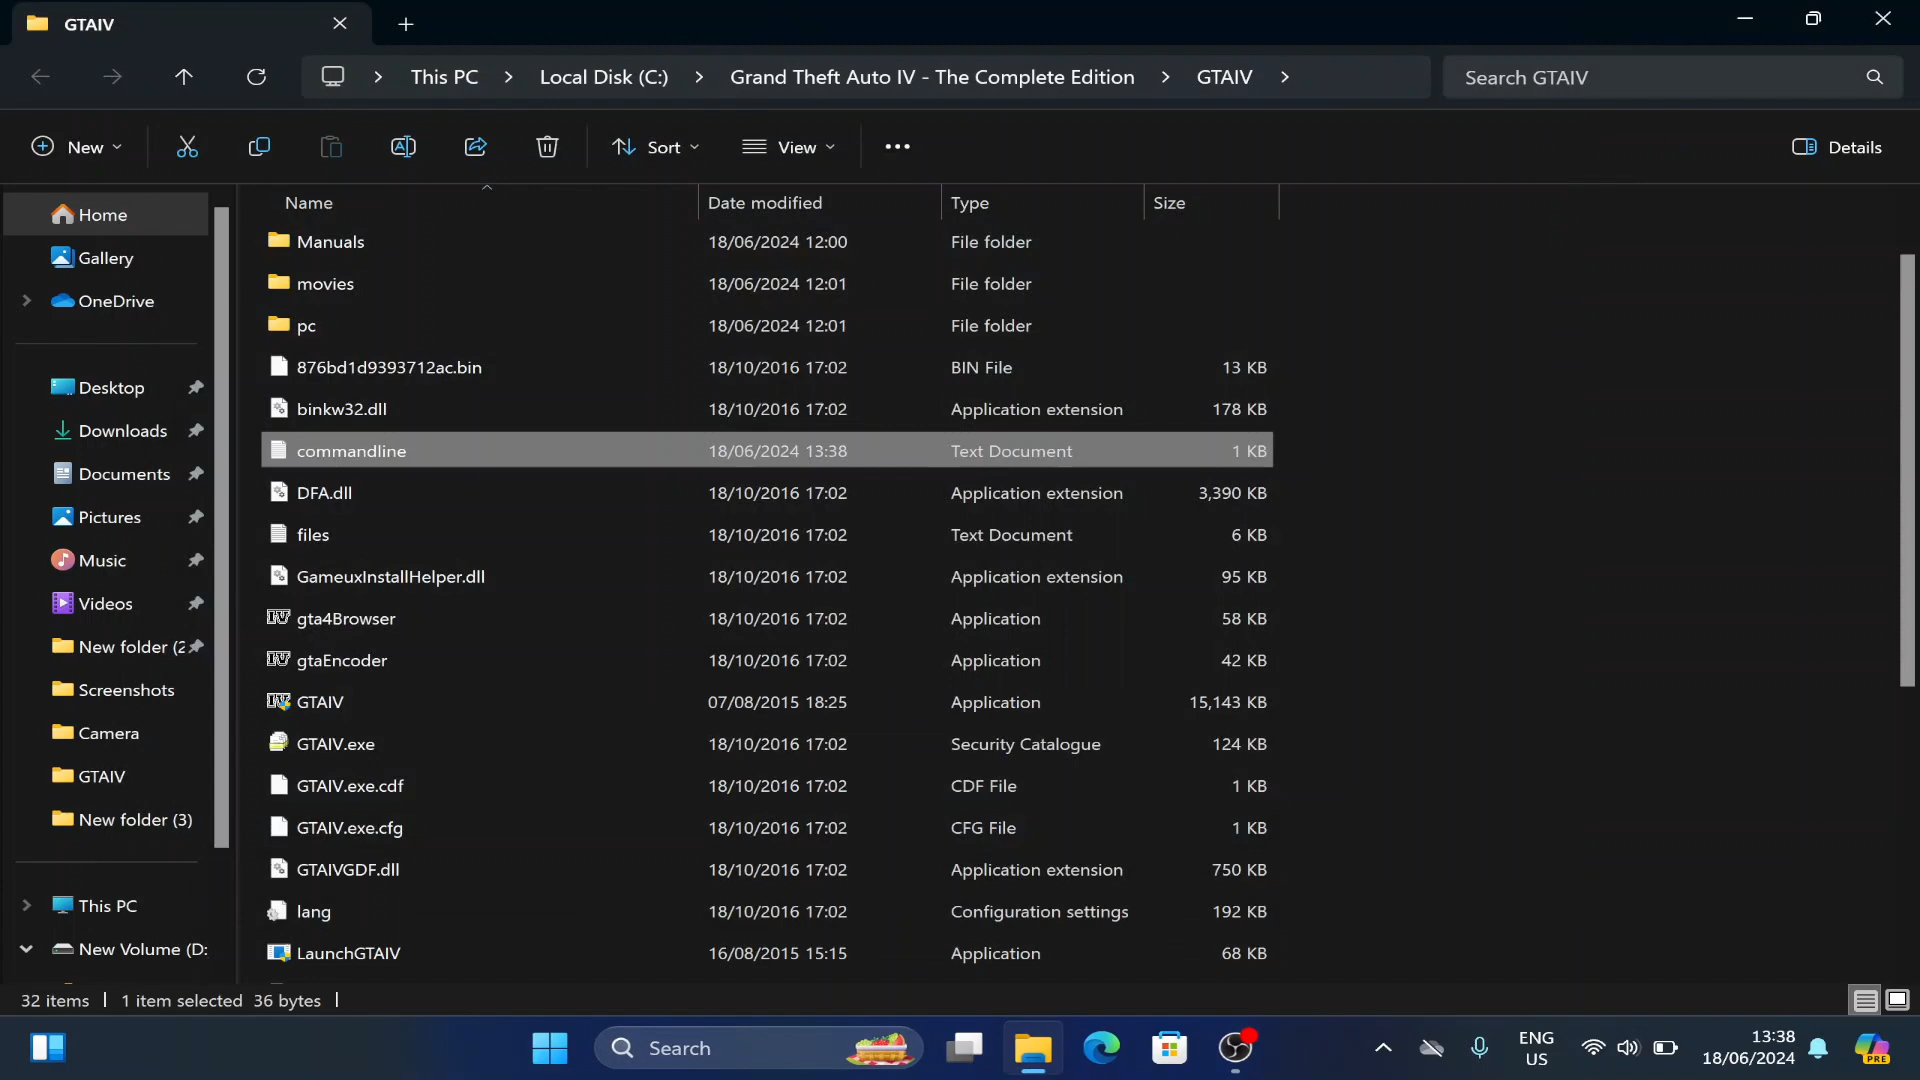 GTAIV
This PC
Local Disk (C:)
Grand Theft Auto IV - The Complete Edition
GTAIV
Search GTAIV
New
Sort
View
Details
Name
Date modified
Type
Size
Home
Gallery
OneDrive
Desktop
Downloads
Documents
Pictures
Music
Videos
New folder (2
Screenshots
Camera
GTAIV
New folder (3)
This PC
New Volume (D:
Manuals 18/06/2024 12:00 File folder
movies 18/06/2024 12:01 File folder
pc 18/06/2024 12:01 File folder
876bd1d9393712ac.bin 18/10/2016 17:02 BIN File 13 KB
binkw32.dll 18/10/2016 17:02 Application extension 178 KB
commandline 18/06/2024 13:38 Text Document 1 KB
DFA.dll 18/10/2016 17:02 Application extension 3,390 KB
files 18/10/2016 17:02 Text Document 6 KB
GameuxInstallHelper.dll 18/10/2016 17:02 Application extension 95 KB
gta4Browser 18/10/2016 17:02 Application 58 KB
gtaEncoder 18/10/2016 17:02 Application 42 KB
GTAIV 07/08/2015 18:25 Application 15,143 KB
GTAIV.exe 18/10/2016 17:02 Security Catalogue 124 KB
GTAIV.exe.cdf 18/10/2016 17:02 CDF File 1 KB
GTAIV.exe.cfg 18/10/2016 17:02 CFG File 1 KB
GTAIVGDF.dll 18/10/2016 17:02 Application extension 750 KB
lang 18/10/2016 17:02 Configuration settings 192 KB
LaunchGTAIV 16/08/2015 15:15 Application 68 KB
32 items 1 item selected 36 bytes
Search
ENG
US
13:38
18/06/2024
PRE